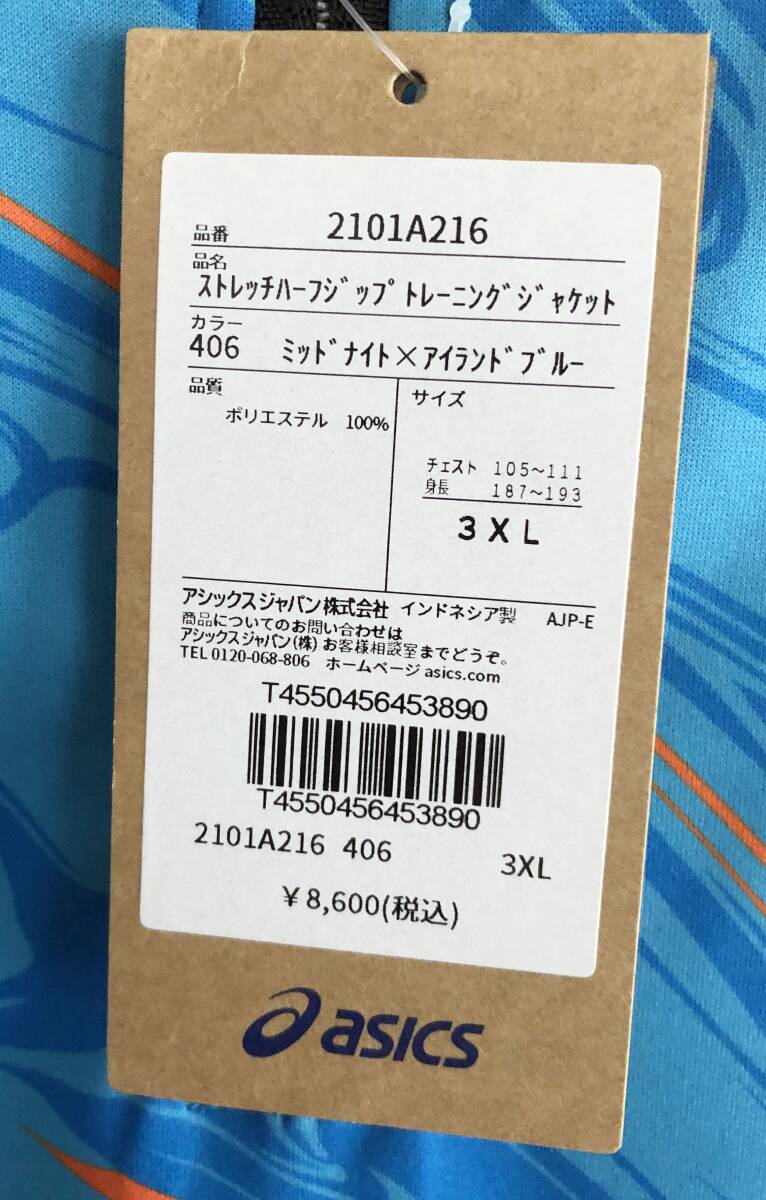 品番 2101A216
品名
ストレッチハーフジップ トレーニングジャケット
カラー
406 ミッドナイト×アイランドブルー
品質
ポリエステル 100%
サイズ
チェスト 105~111
身長 187~193
3XL
アシックスジャパン株式会社 インドネシア製 AJP-E
商品についてのお問い合わせは
アシックスジャパン(株)お客様相談室までどうぞ。
TEL 0120-068-806 ホームページ asics.com
T4550456453890
T4550456453890
2101A216 406 3XL
¥8,600(税込)
asics